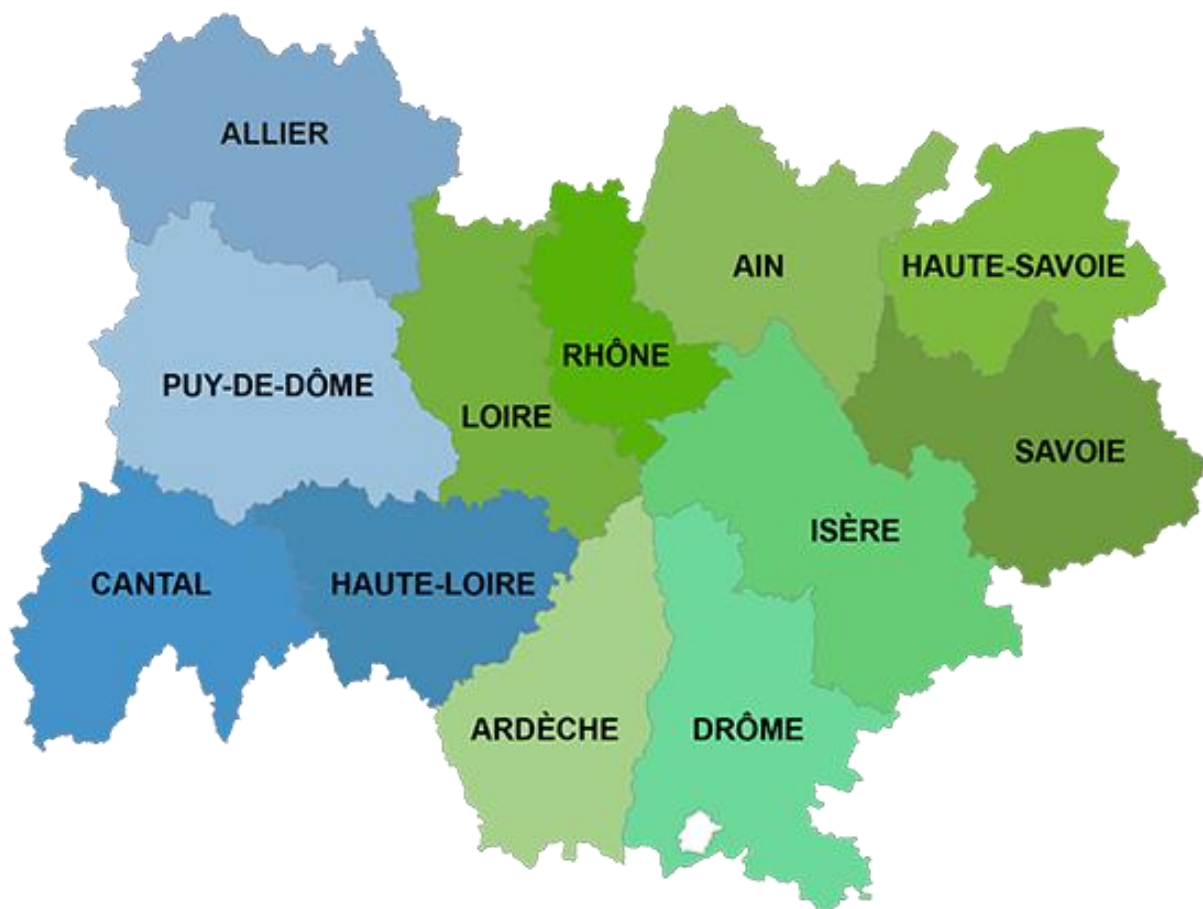 ALLIER
AIN
HAUTE-SAVOIE
RHÔNE
PUY-DE-DÔME
LOIRE
SAVOIE
ISÈRE
CANTAL
HAUTE-LOIRE
ARDÈCHE
DRÔME